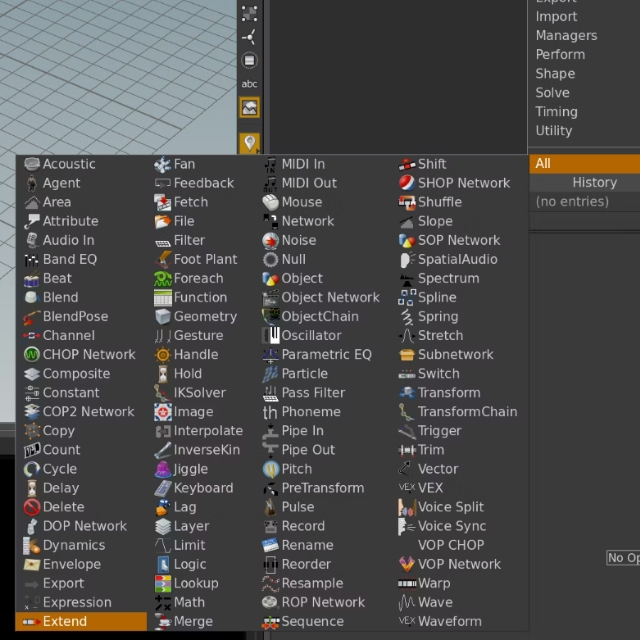 abc
Export
Import
Managers
Perform
Shape
Solve
Timing
Utility
All
History
(no entries)
Acoustic
Agent
Area
Attribute
Audio In
Band EQ
Beat
Blend
BlendPose
Channel
CHOP Network
Composite
Constant
COP2 Network
Copy
Count
Cycle
Delay
Delete
DOP Network
Dynamics
Envelope
Export
Expression
Extend
Fan
Feedback
Fetch
File
Filter
Foot Plant
Foreach
Function
Geometry
Gesture
Handle
Hold
IKSolver
Image
Interpolate
InverseKin
Jiggle
Keyboard
Lag
Layer
Limit
Logic
Lookup
Math
Merge
MIDI In
MIDI Out
Mouse
Network
Noise
Null
Object
Object Network
ObjectChain
Oscillator
Parametric EQ
Particle
Pass Filter
th Phoneme
Pipe In
Pipe Out
Pitch
PreTransform
Pulse
Record
Rename
Reorder
Resample
ROP Network
Sequence
Shift
SHOP Network
Shuffle
Slope
SOP Network
SpatialAudio
Spectrum
Spline
Spring
Stretch
Subnetwork
Switch
Transform
TransformChain
Trigger
Trim
Vector
VEX VEX
Voice Split
Voice Sync
VOP CHOP
VOP Network
Warp
Wave
VEX Waveform
No Op